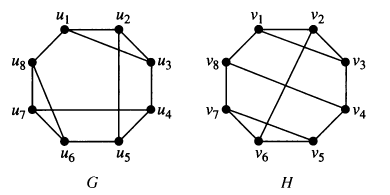 u1 u2 v1 v2
u8 u3 v8 v3
u7 u4 v7 v4
u6 u5 v6 v5
G H